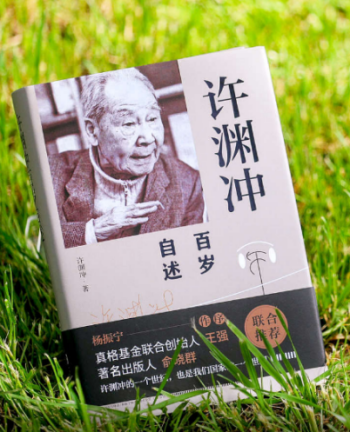 许渊冲
百岁
自述
许渊冲 著
杨振宁
真格基金联合创始人 王强 作序
著名出版人 俞晓群
联合
推荐
许渊冲的一个世纪，也是我们国家